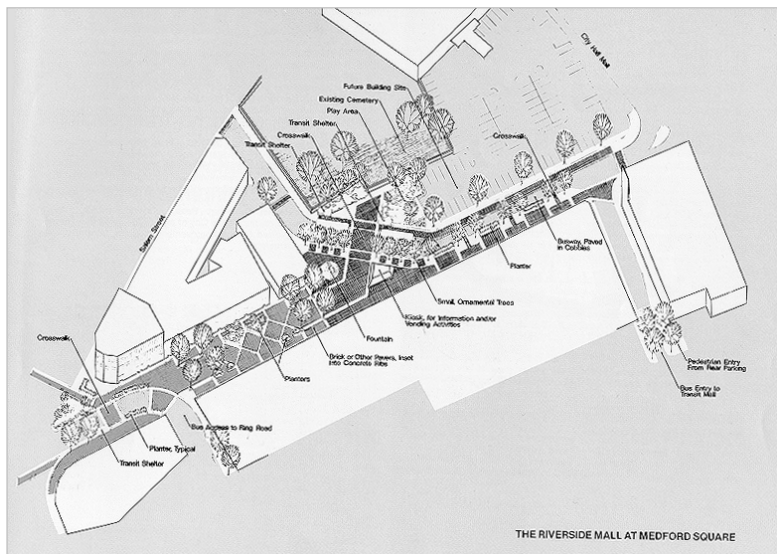 City Hall Mall
Future Building Site
Existing Cemetery
Play Area
Transit Shelter
Crosswalk
Transit Shelter
Crosswalk
Salem Street
Busway, Paved
in Cobbles
Planter
Small, Ornamental Trees
Kiosk, for Information and/or
Vending Activities
Fountain
Crosswalk
Brick or Other Pavers, Inset
Into Concrete Ribs
Planters
Pedestrian Entry
From Rear Parking
Bus Entry to
Transit Mall
Bus Access to Ring Road
Planter, Typical
Transit Shelter
THE RIVERSIDE MALL AT MEDFORD SQUARE